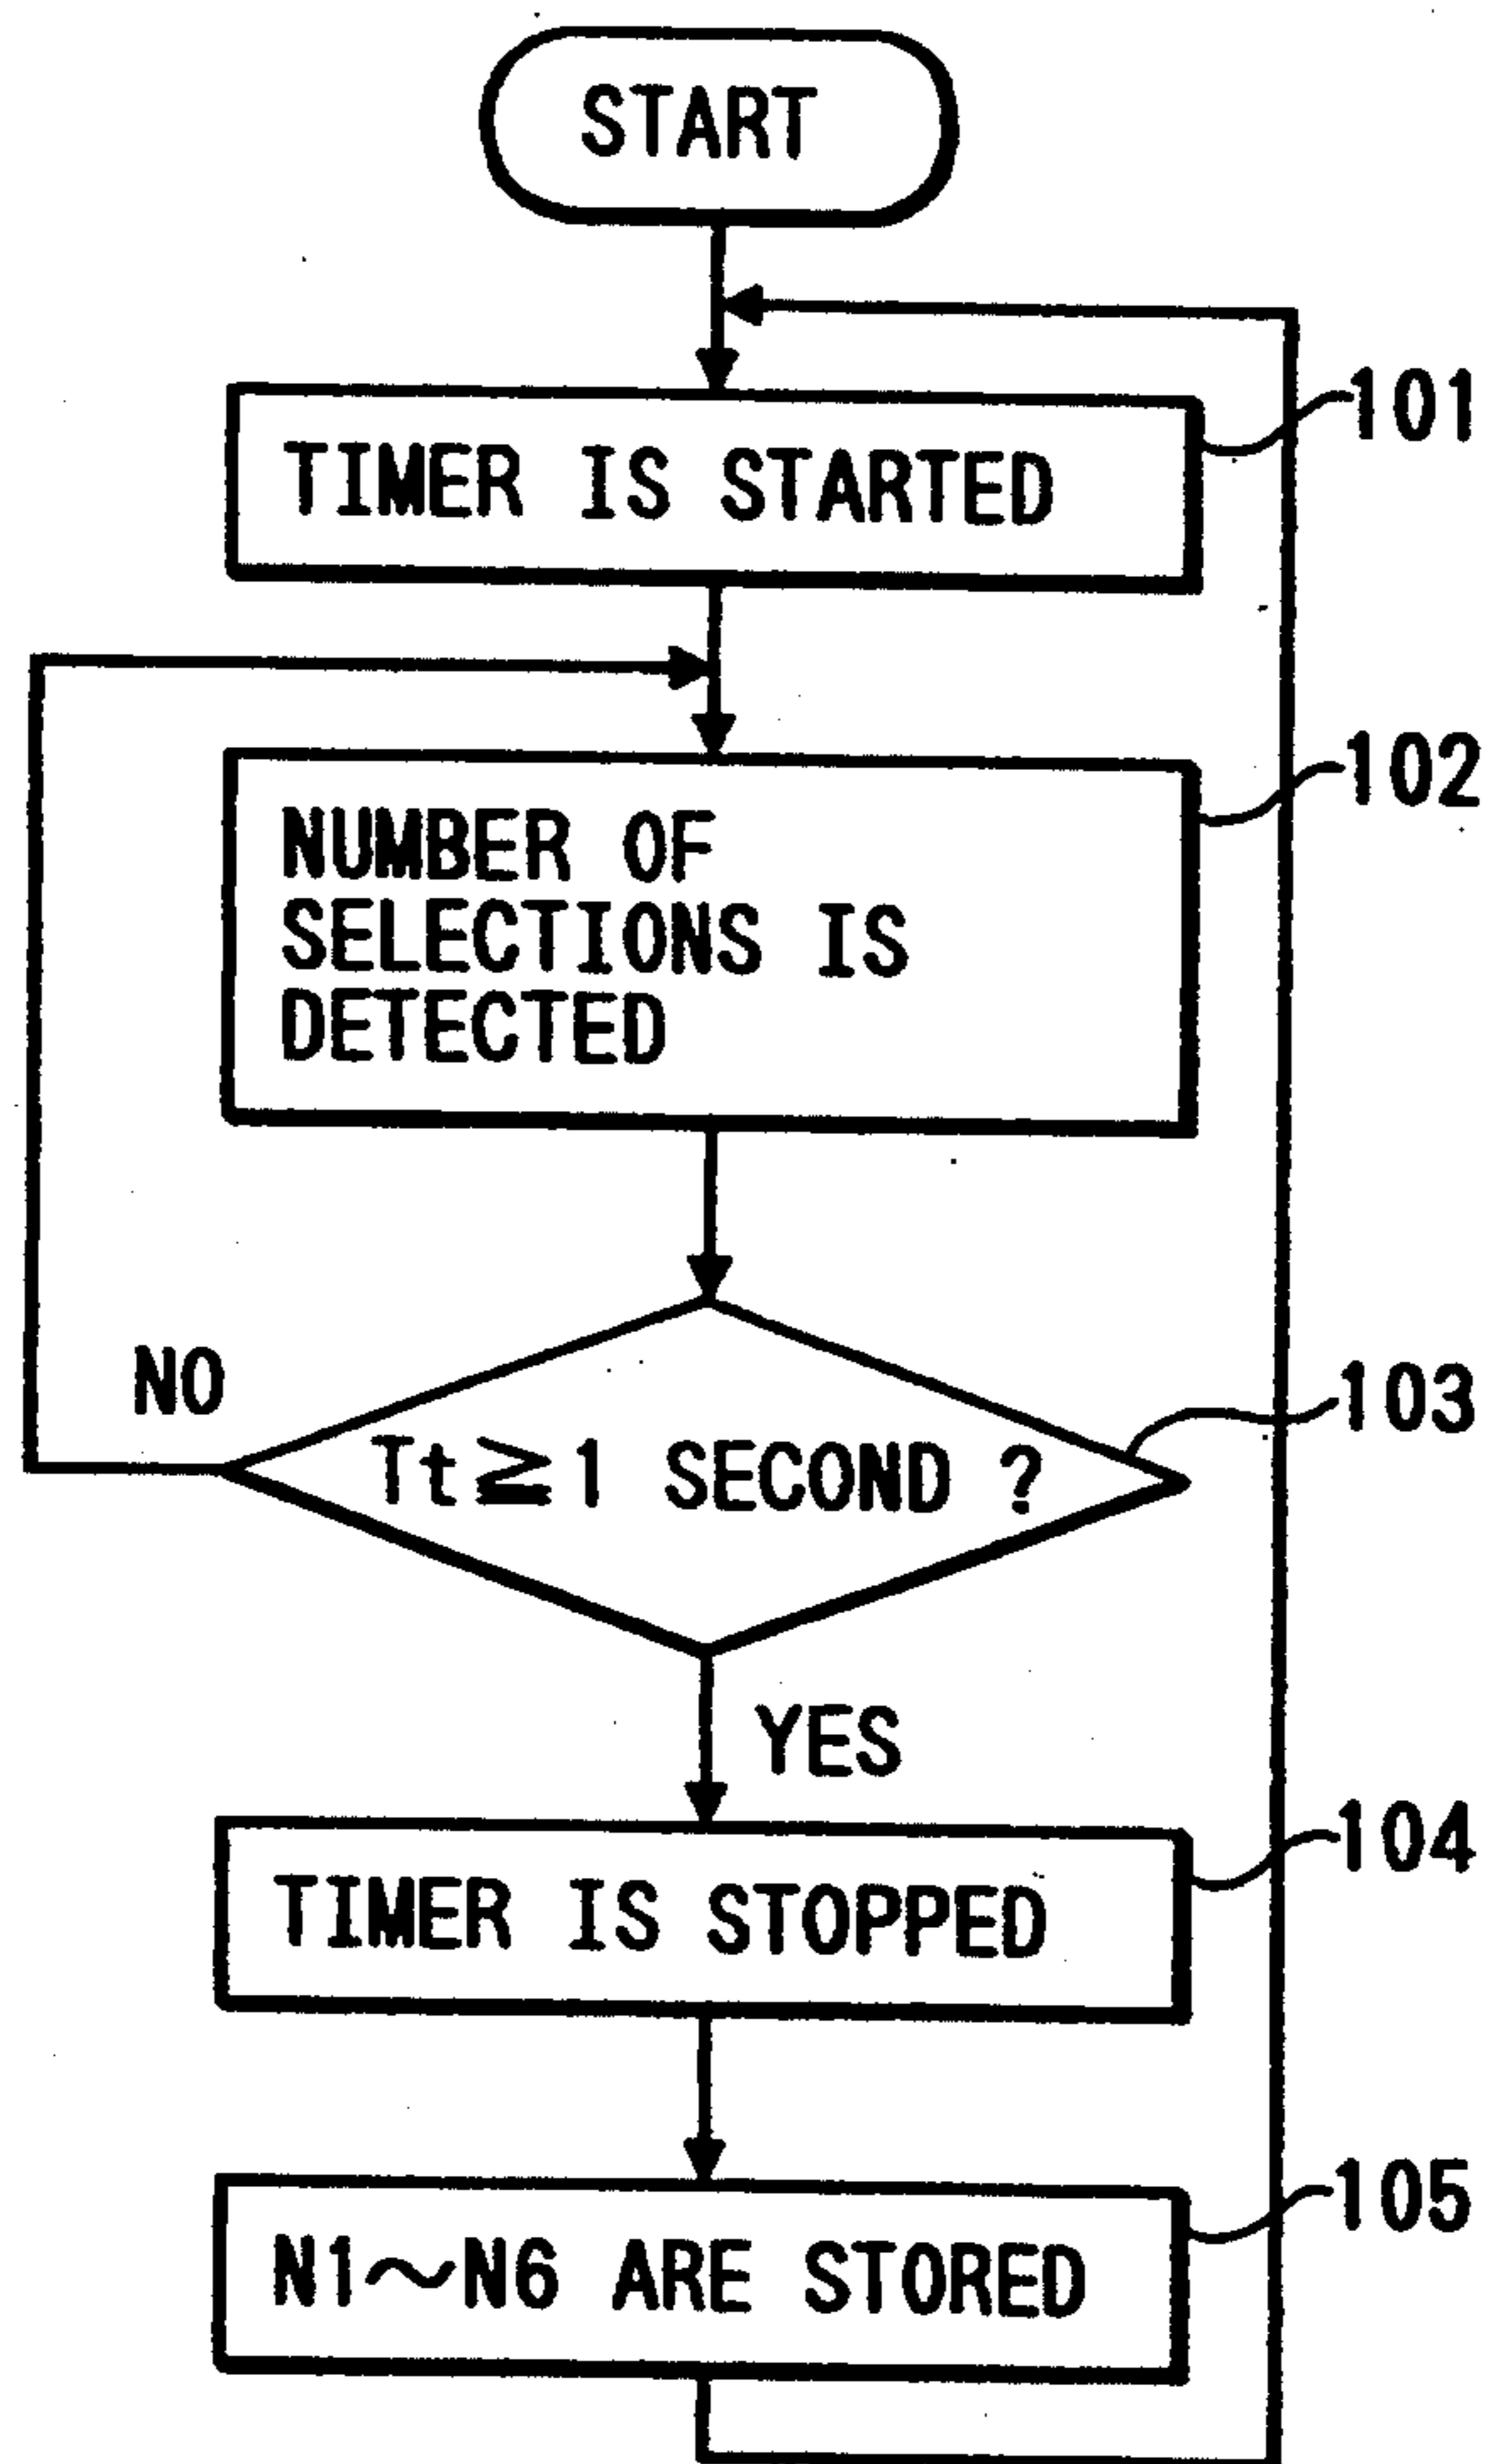 START
TIMER IS STARTED
101
NUMBER OF
SELECTIONS IS
DETECTED
102
NO
Tt≧1 SECOND ?
103
YES
TIMER IS STOPPED
104
N1~N6 ARE STORED
105